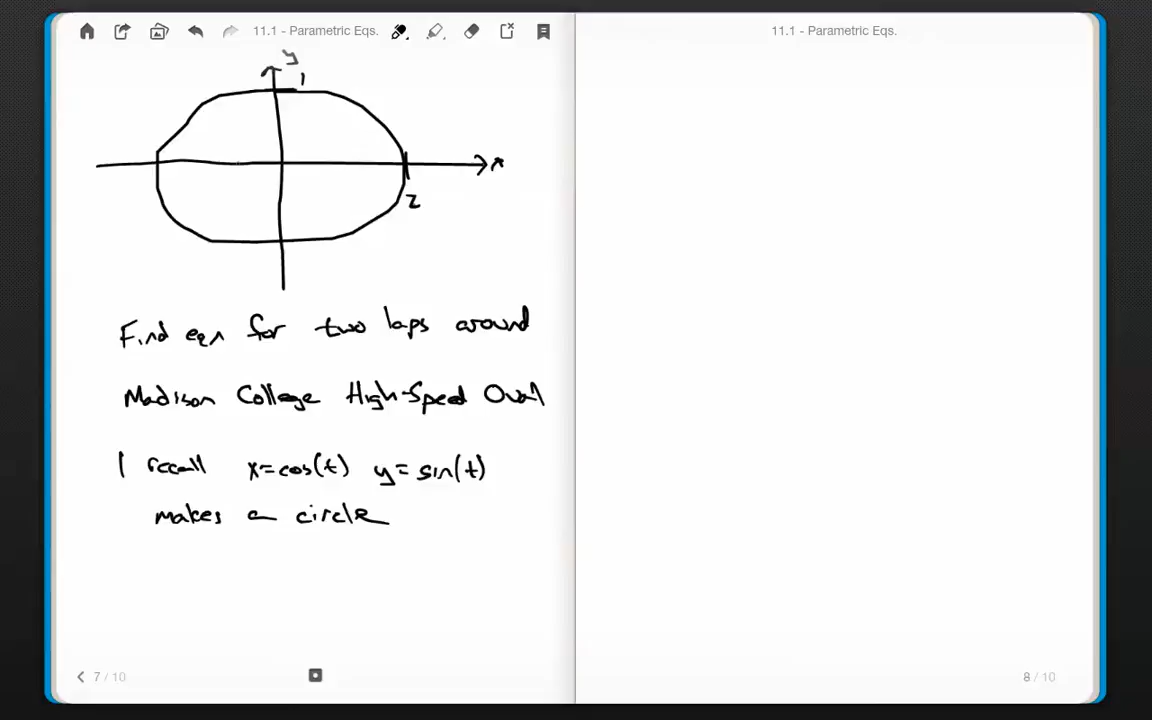 11.1 - Parametric Eqs.
11.1 - Parametric Eqs.
y
1
x
2
Find eqn for two laps around
Madison College High-Speed Oval
I recall x=cos(t) y=sin(t)
makes a circle
7 / 10
8 / 10